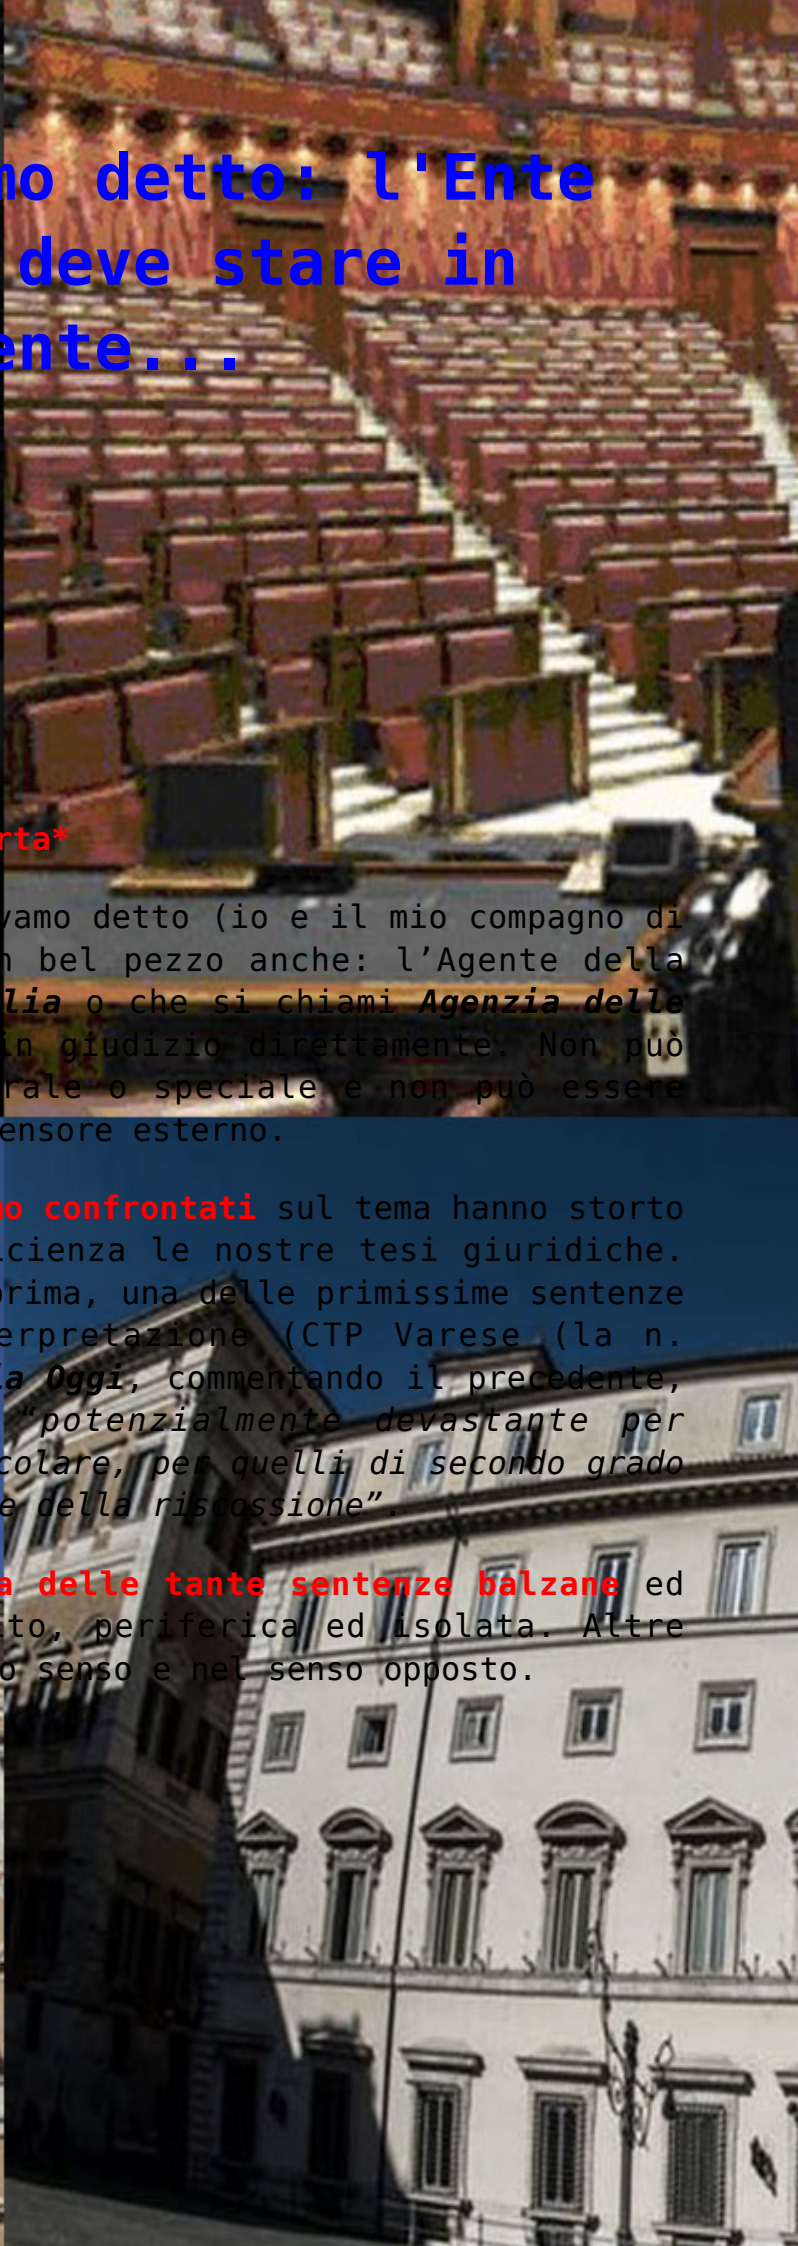 mo detto: l'Ente
deve stare in
ente...
rta*
vamo detto (io e il mio compagno di
n bel pezzo anche: l’Agente della
lia o che si chiami Agenzia delle
in giudizio direttamente. Non può
rale o speciale e non può essere
ensore esterno.
mo confrontati sul tema hanno storto
icienza le nostre tesi giuridiche.
prima, una delle primissime sentenze
erpretazione (CTP Varese (la n.
ia Oggi, commentando il precedente,
“potenzialmente devastante per
colare, per quelli di secondo grado
e della riscossione”.
a delle tante sentenze balzane ed
ito, periferica ed isolata. Altre
o senso e nel senso opposto.